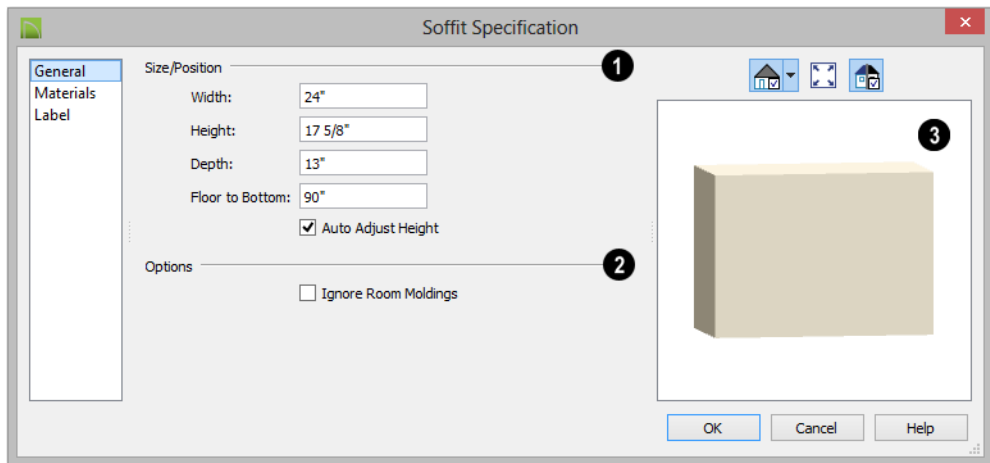 Soffit Specification
General
Materials
Label
Size/Position 1
Width: 24"
Height: 17 5/8"
Depth: 13"
Floor to Bottom: 90"
Auto Adjust Height
Options 2
Ignore Room Moldings
3
OK Cancel Help